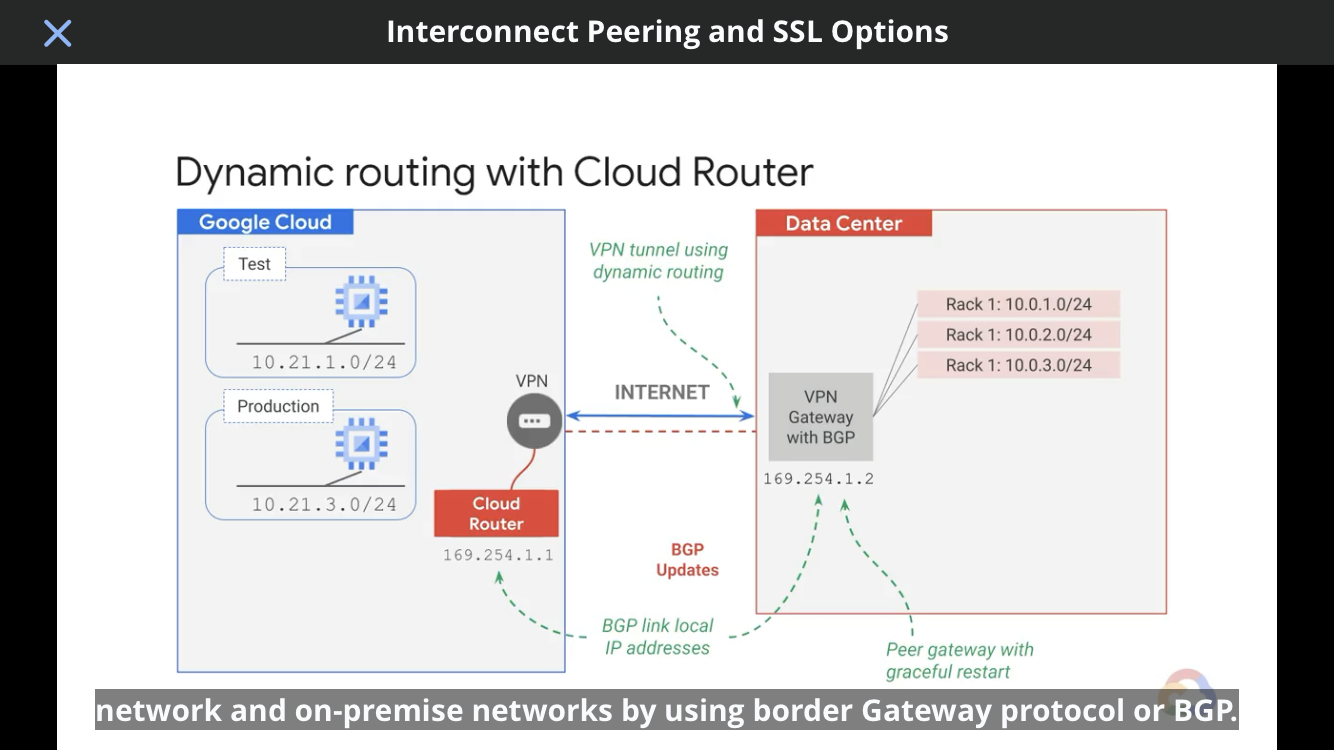 Interconnect Peering and SSL Options
Dynamic routing with Cloud Router
Google Cloud
Test
10.21.1.0/24
Production
10.21.3.0/24
VPN
Cloud
Router
169.254.1.1
VPN tunnel using
dynamic routing
INTERNET
BGP
Updates
BGP link local
IP addresses
Data Center
Rack 1: 10.0.1.0/24
Rack 1: 10.0.2.0/24
Rack 1: 10.0.3.0/24
VPN
Gateway
with BGP
169.254.1.2
Peer gateway with
graceful restart
network and on-premise networks by using border Gateway protocol or BGP.